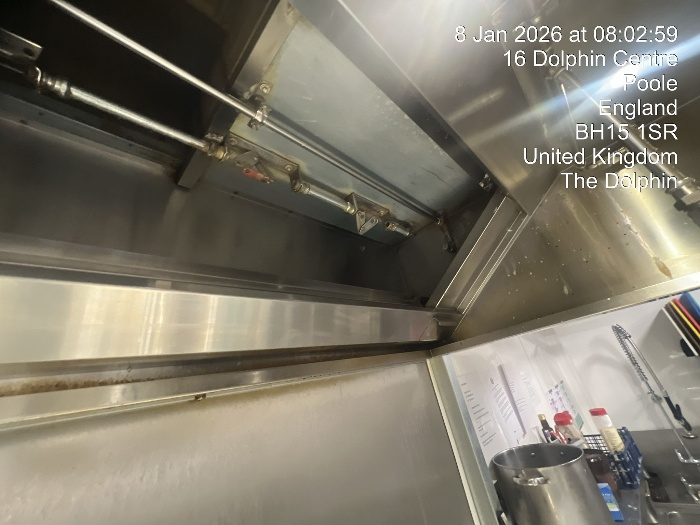 8 Jan 2026 at 08:02:59
16 Dolphin Centre
Poole
England
BH15 1SR
United Kingdom
The Dolphin